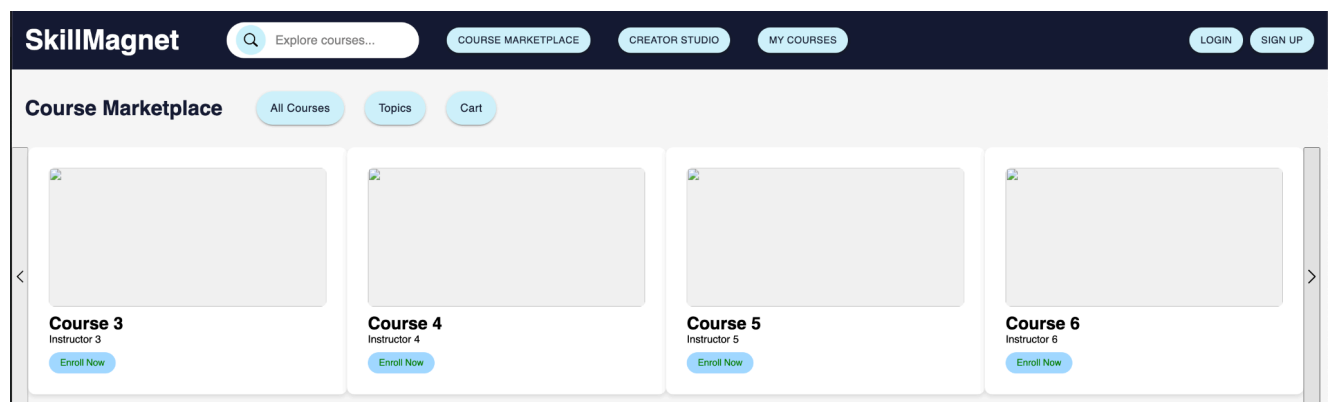 SkillMagnet
Explore courses...
COURSE MARKETPLACE
CREATOR STUDIO
MY COURSES
LOGIN
SIGN UP
Course Marketplace
All Courses
Topics
Cart
Course 3
Instructor 3
Enroll Now
Course 4
Instructor 4
Enroll Now
Course 5
Instructor 5
Enroll Now
Course 6
Instructor 6
Enroll Now